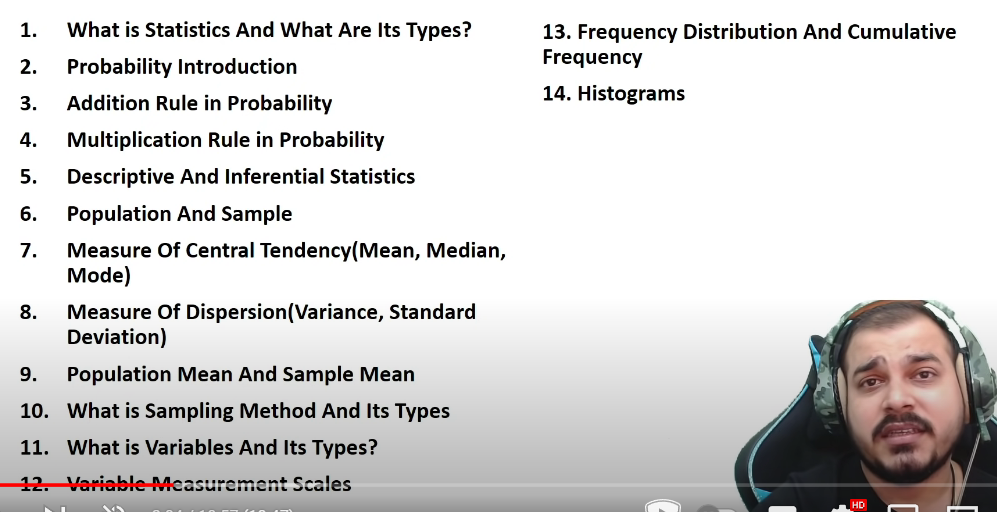 1. What is Statistics And What Are Its Types?
2. Probability Introduction
3. Addition Rule in Probability
4. Multiplication Rule in Probability
5. Descriptive And Inferential Statistics
6. Population And Sample
7. Measure Of Central Tendency(Mean, Median,
Mode)
8. Measure Of Dispersion(Variance, Standard
Deviation)
9. Population Mean And Sample Mean
10. What is Sampling Method And Its Types
11. What is Variables And Its Types?
12. Variable Measurement Scales
13. Frequency Distribution And Cumulative
Frequency
14. Histograms
HD